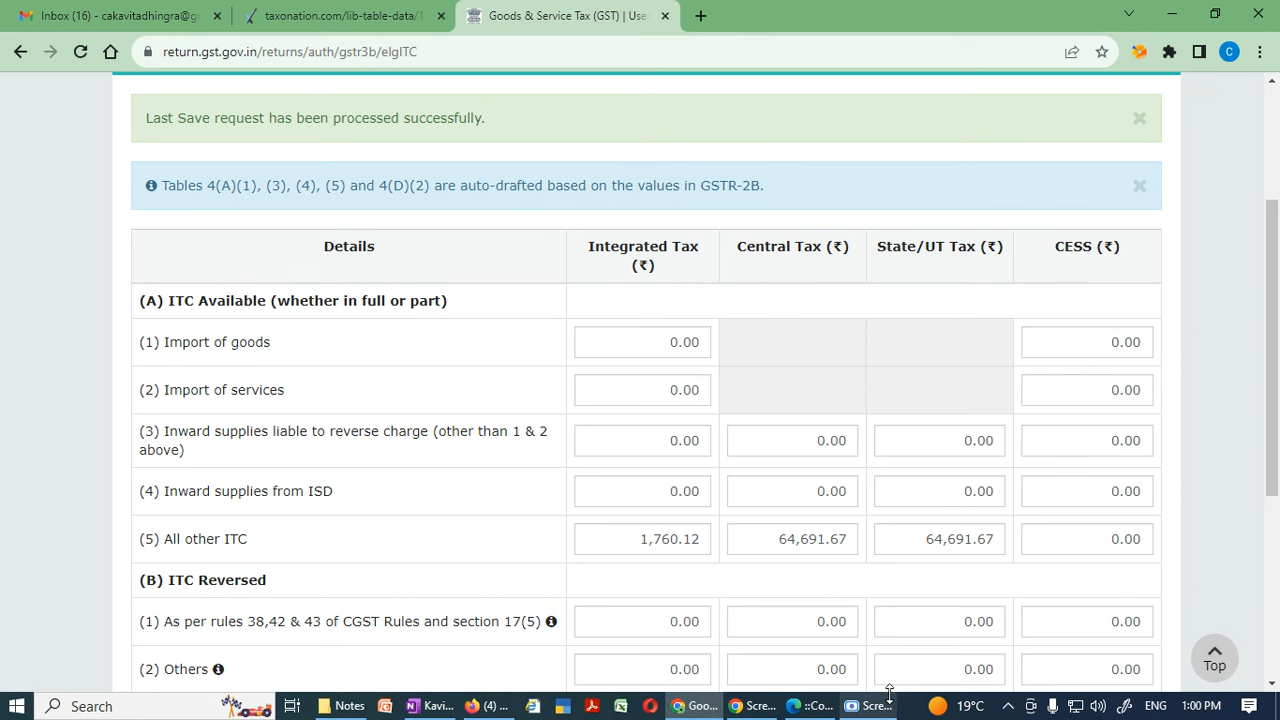 Inbox (16) - cakavitadhingra@g
taxonation.com/lib-table-data/1
Goods & Service Tax (GST) | Use
return.gst.gov.in/returns/auth/gstr3b/elgITC
C
Last Save request has been processed successfully.
Tables 4(A)(1), (3), (4), (5) and 4(D)(2) are auto-drafted based on the values in GSTR-2B.
Details Integrated Tax (₹) Central Tax (₹) State/UT Tax (₹) CESS (₹)
(A) ITC Available (whether in full or part)
(1) Import of goods 0.00 0.00
(2) Import of services 0.00 0.00
(3) Inward supplies liable to reverse charge (other than 1 & 2
above) 0.00 0.00 0.00 0.00
(4) Inward supplies from ISD 0.00 0.00 0.00 0.00
(5) All other ITC 1,760.12 64,691.67 64,691.67 0.00
(B) ITC Reversed
(1) As per rules 38,42 & 43 of CGST Rules and section 17(5) 0.00 0.00 0.00 0.00
(2) Others 0.00 0.00 0.00 0.00
Top
Search Notes Kavi... (4) ... Goo... Scre... ::Co... Scre... 19°C ENG 1:00 PM